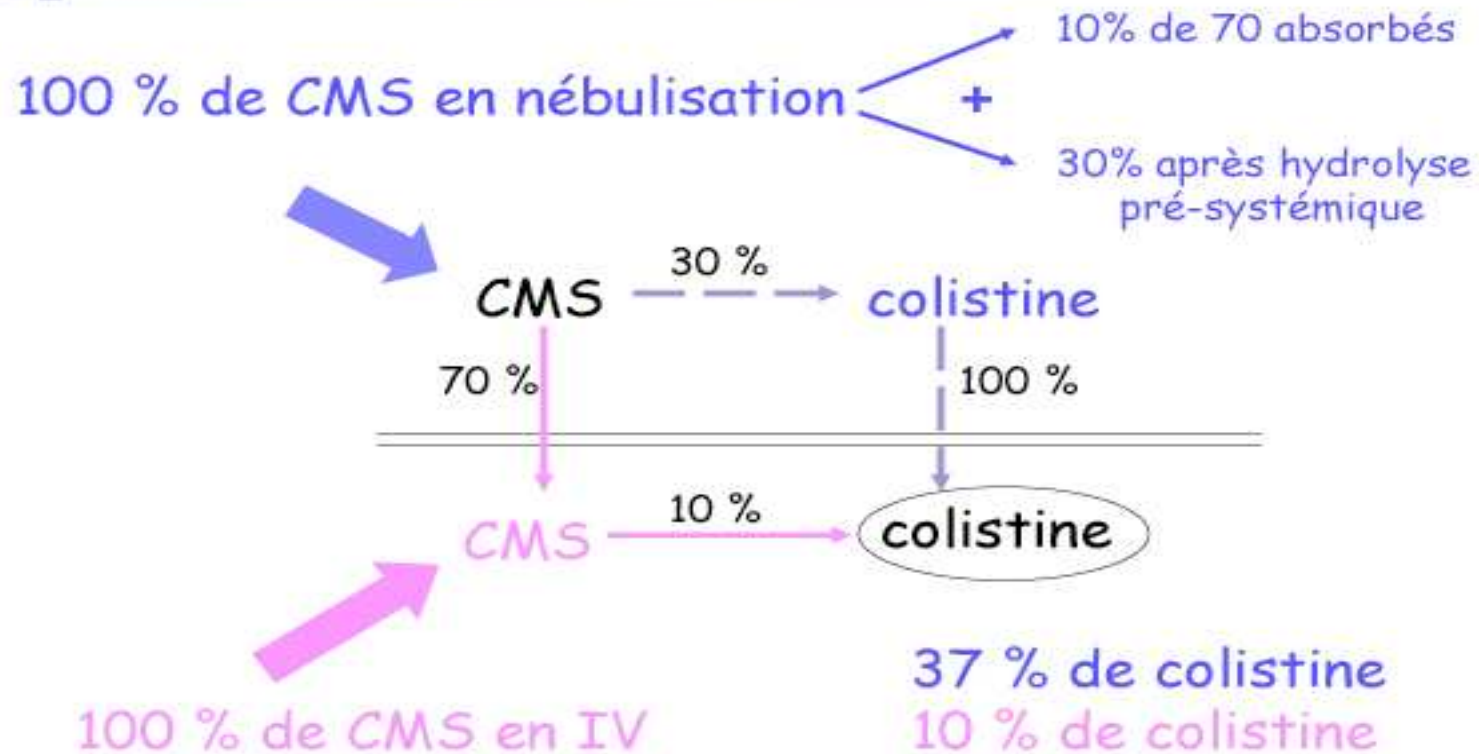 10% de 70 absorbés
100 % de CMS en nébulisation
+
30% après hydrolyse
pré-systémique
30 %
CMS
colistine
70 %
100 %
10 %
CMS
colistine
37 % de colistine
100 % de CMS en IV
10 % de colistine